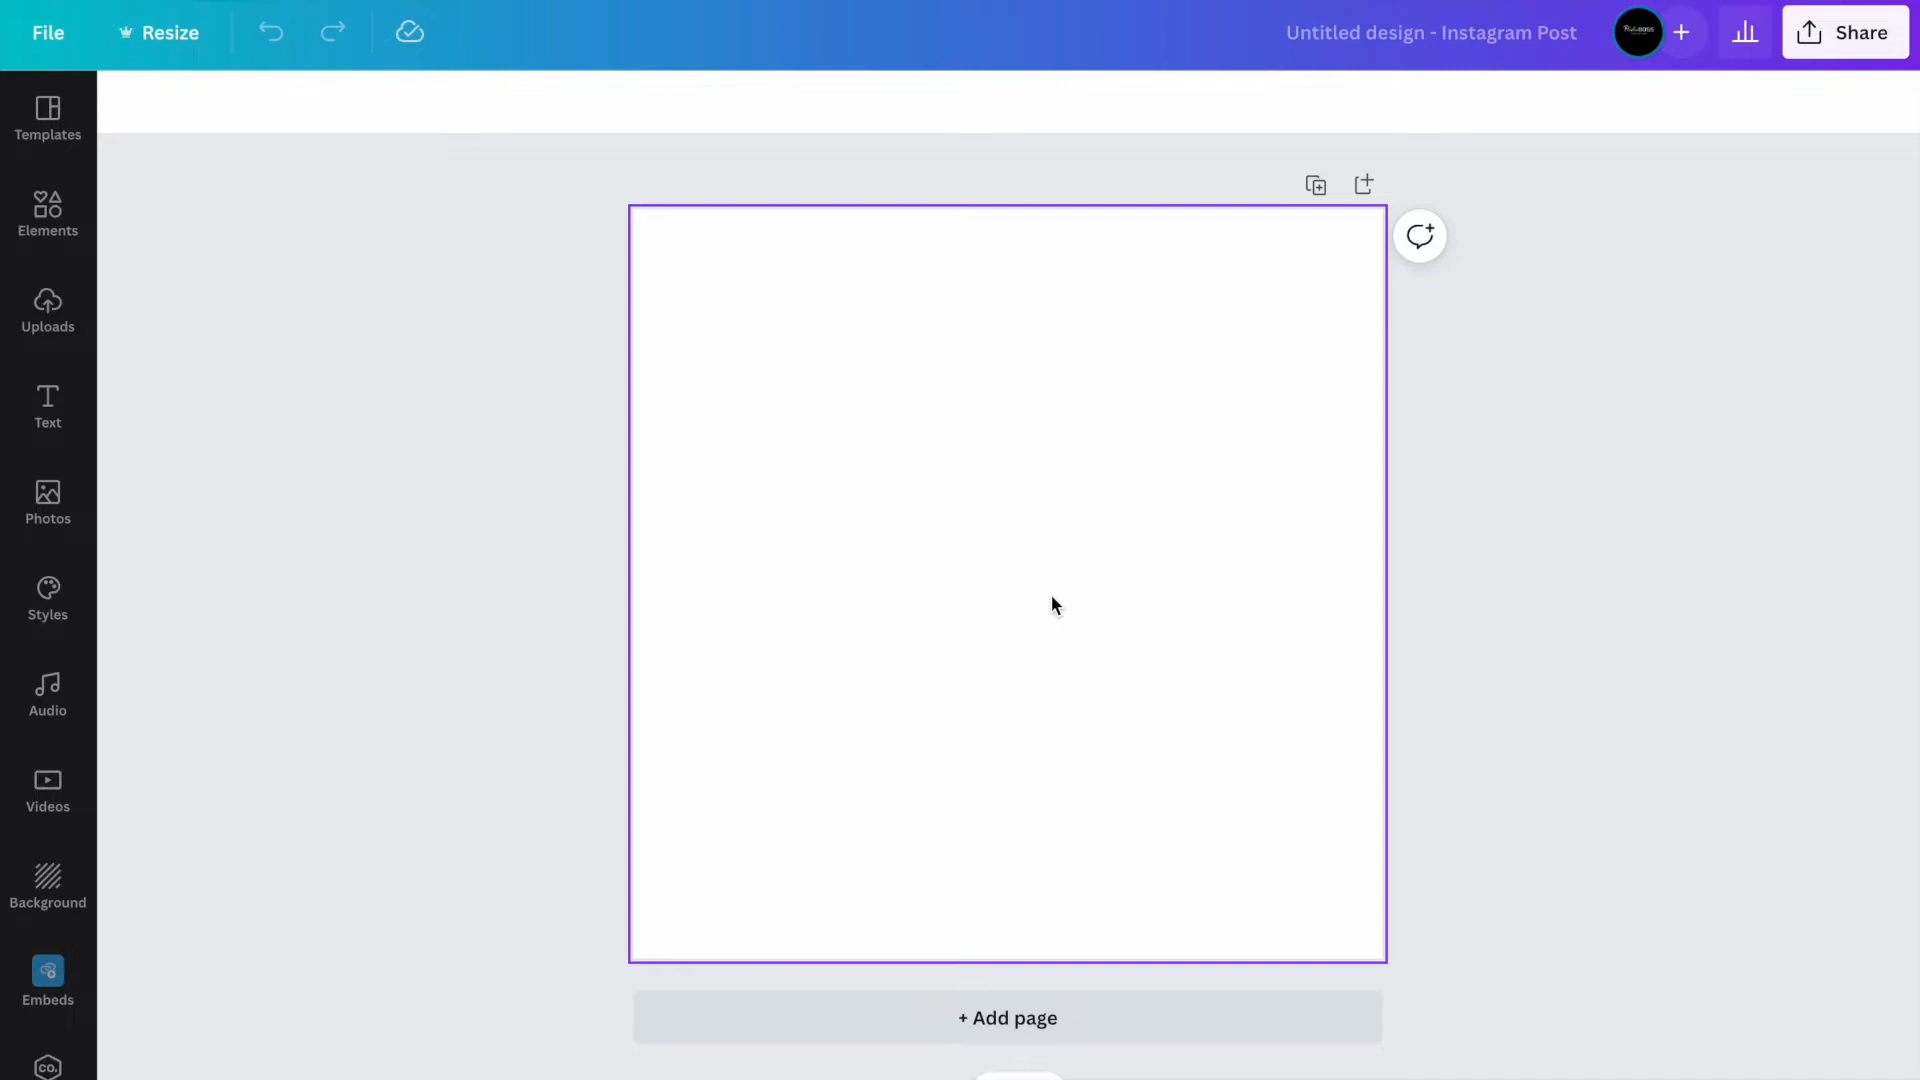 File
Resize
Untitled design - Instagram Post
Share
Templates
Elements
Uploads
Text
Photos
Styles
Audio
Videos
Background
Embeds
co.
+ Add page